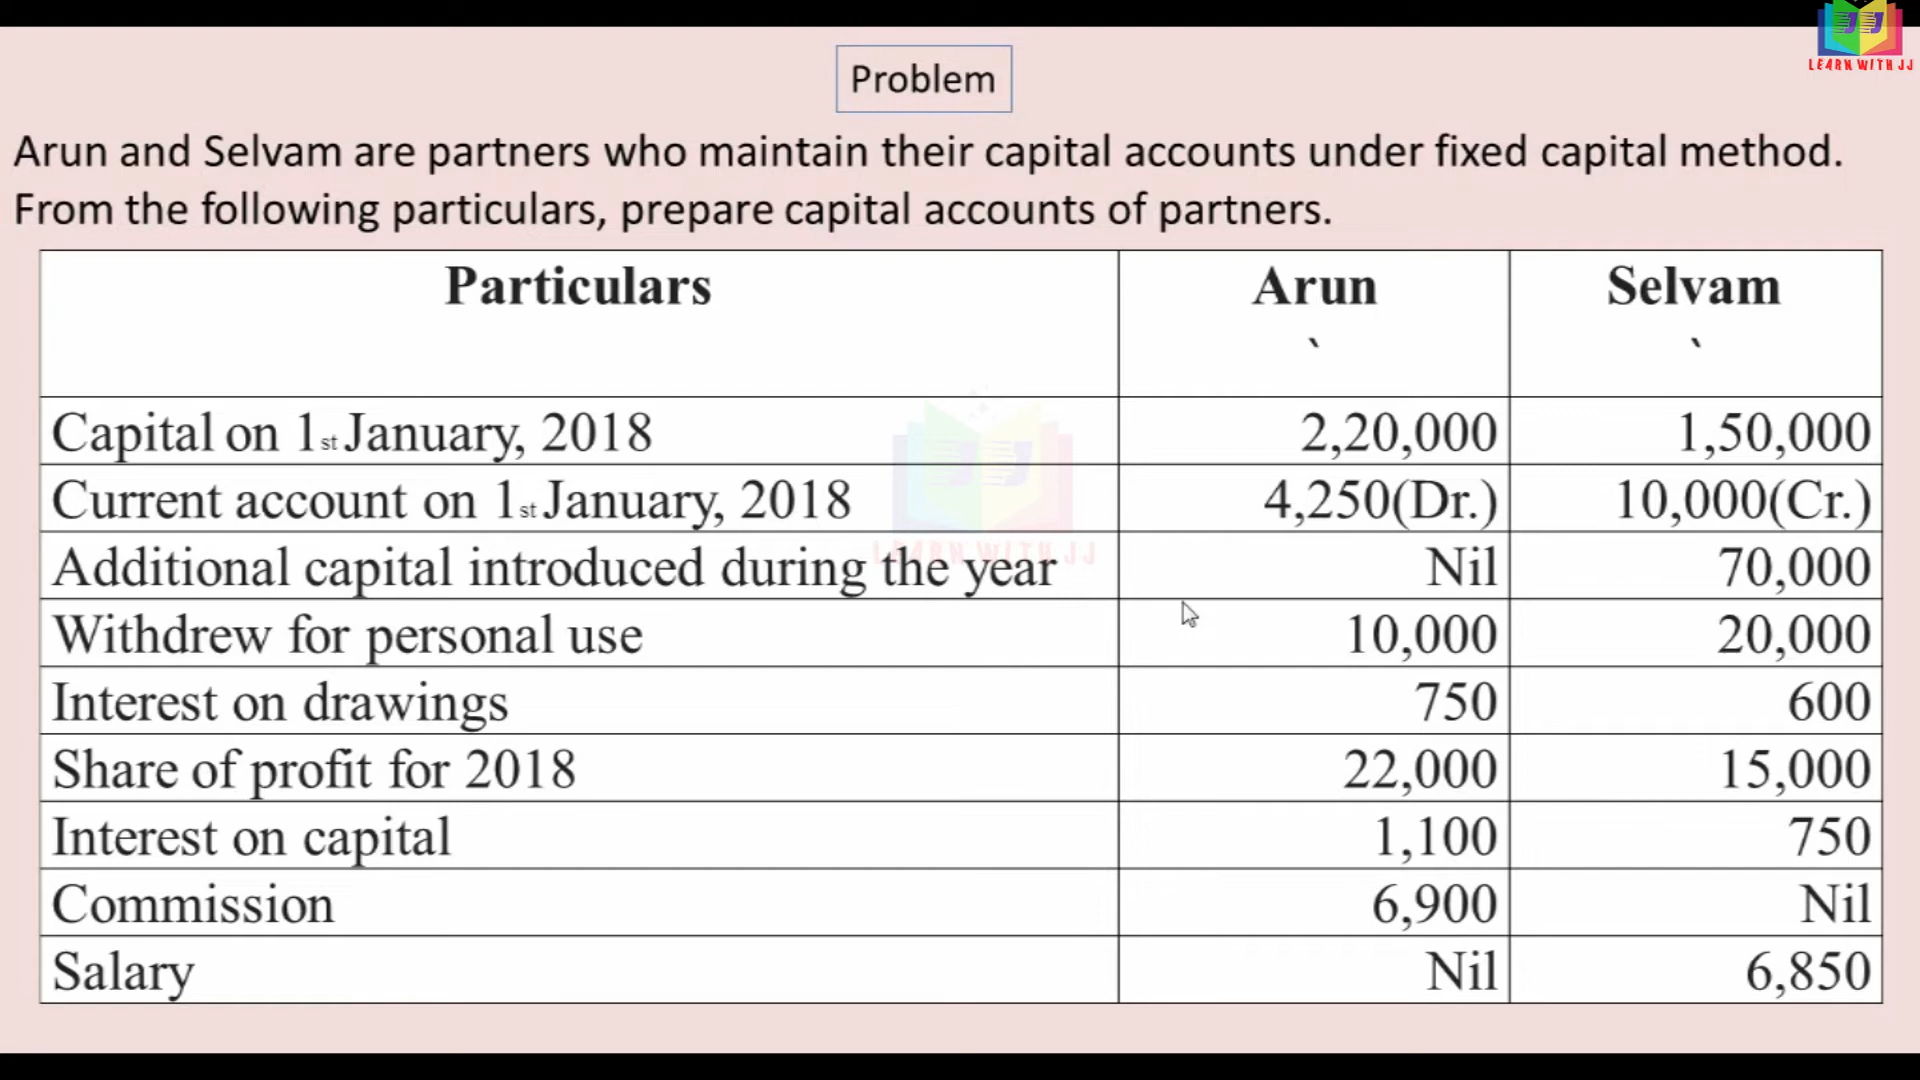 LEARN WITH JJ
Problem
Arun and Selvam are partners who maintain their capital accounts under fixed capital method.
From the following particulars, prepare capital accounts of partners.
Particulars Arun Selvam
` `
Capital on 1st January, 2018 2,20,000 1,50,000
Current account on 1st January, 2018 4,250(Dr.) 10,000(Cr.)
Additional capital introduced during the year Nil 70,000
Withdrew for personal use 10,000 20,000
Interest on drawings 750 600
Share of profit for 2018 22,000 15,000
Interest on capital 1,100 750
Commission 6,900 Nil
Salary Nil 6,850
LEARN WITH JJ